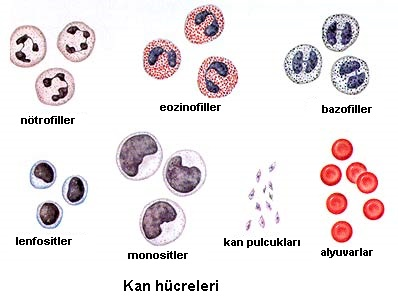 nötrofiller
eozinofiller
bazofiller
lenfositler
monositler
kan pulcukları
alyuvarlar
Kan hücreleri